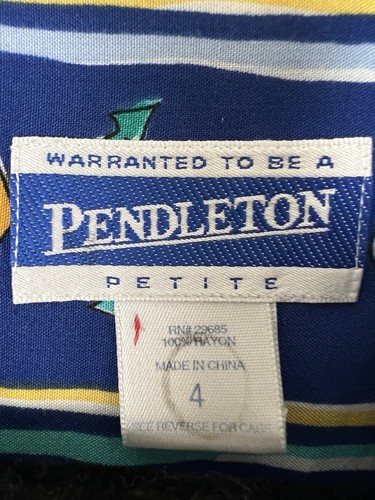 WARRANTED TO BE A
PENDLETON
PETITE
RN# 29685
100% RAYON
MADE IN CHINA
4
SEE REVERSE FOR CARE